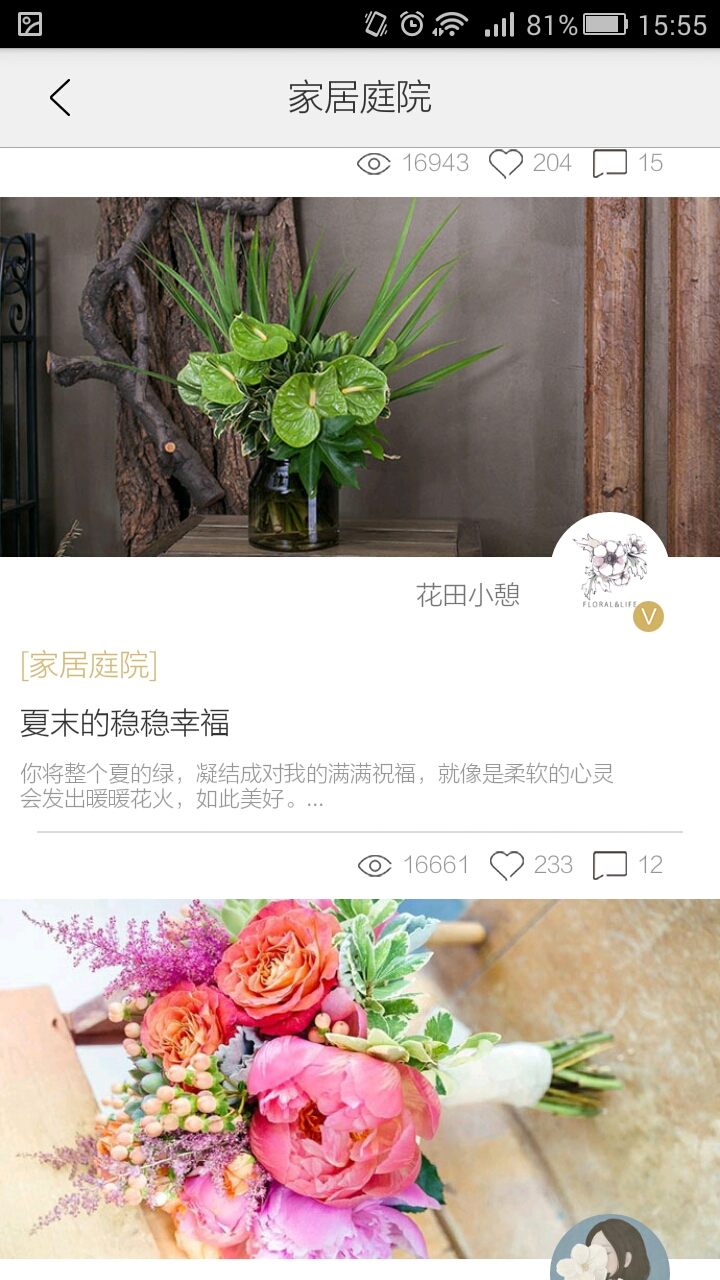 81% 15:55
家居庭院
16943 204 15
花田小憩
FLORAL&LIFE
V
[家居庭院]
夏末的稳稳幸福
你将整个夏的绿，凝结成对我的满满祝福，就像是柔软的心灵
会发出暖暖花火，如此美好。...
16661 233 12